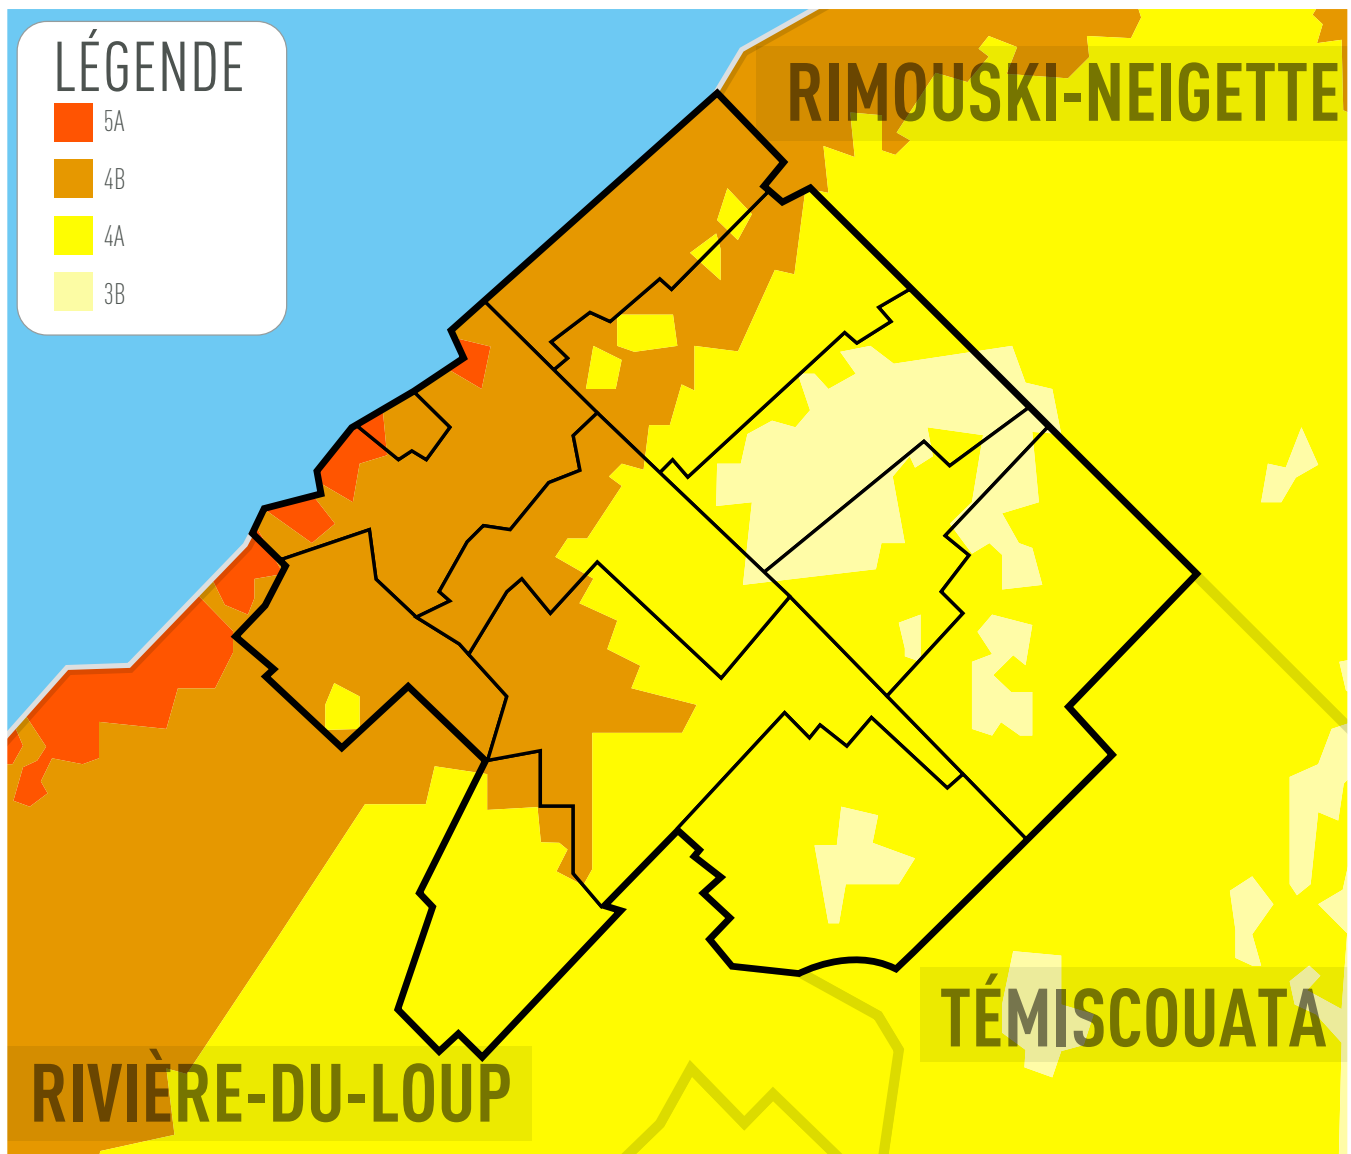 LÉGENDE
5A
4B
4A
3B
RIMOUSKI-NEIGETTE
TÉMISCOUATA
RIVIÈRE-DU-LOUP